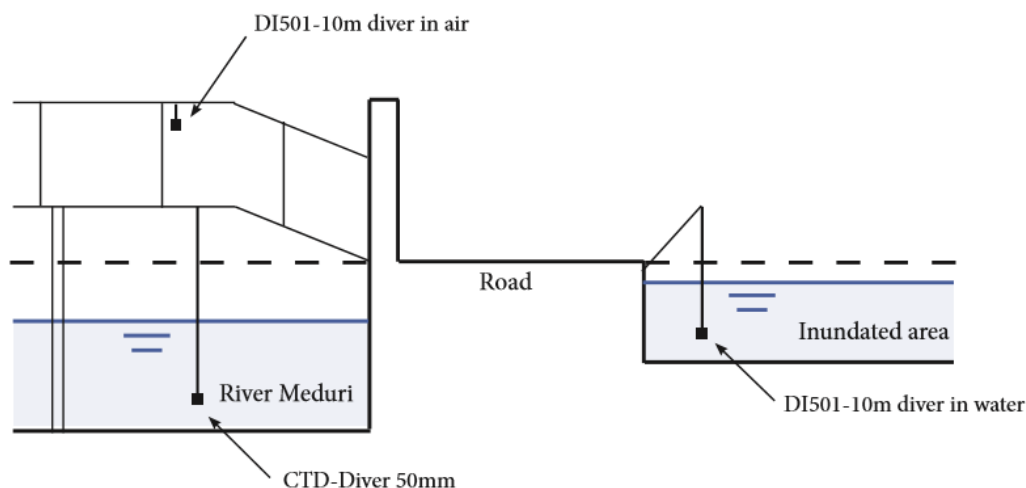 DI501-10m diver in air
Road
Inundated area
River Meduri
DI501-10m diver in water
CTD-Diver 50mm